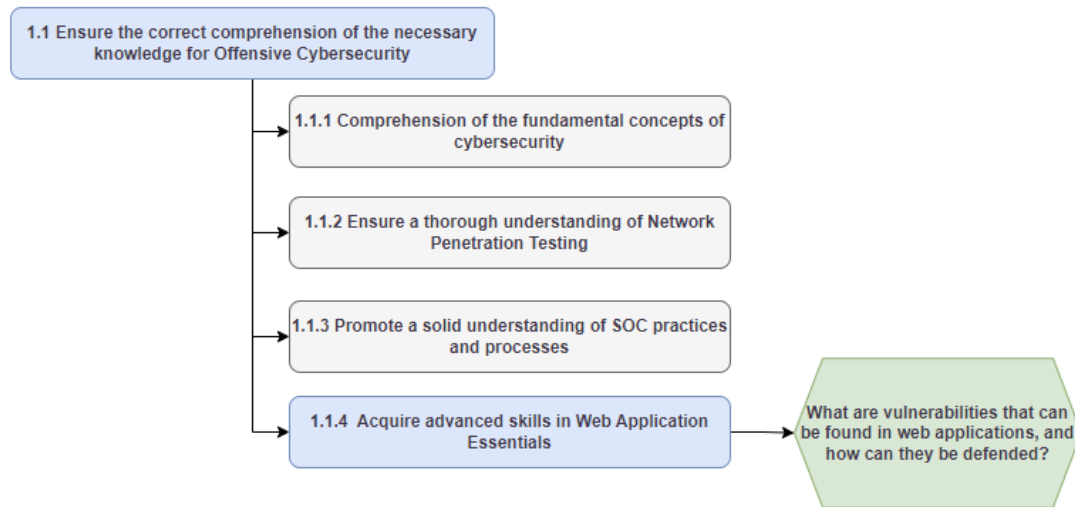 1.1 Ensure the correct comprehension of the necessary
knowledge for Offensive Cybersecurity
1.1.1 Comprehension of the fundamental concepts of
cybersecurity
1.1.2 Ensure a thorough understanding of Network
Penetration Testing
1.1.3 Promote a solid understanding of SOC practices
and processes
1.1.4 Acquire advanced skills in Web Application
Essentials
What are vulnerabilities that can
be found in web applications, and
how can they be defended?